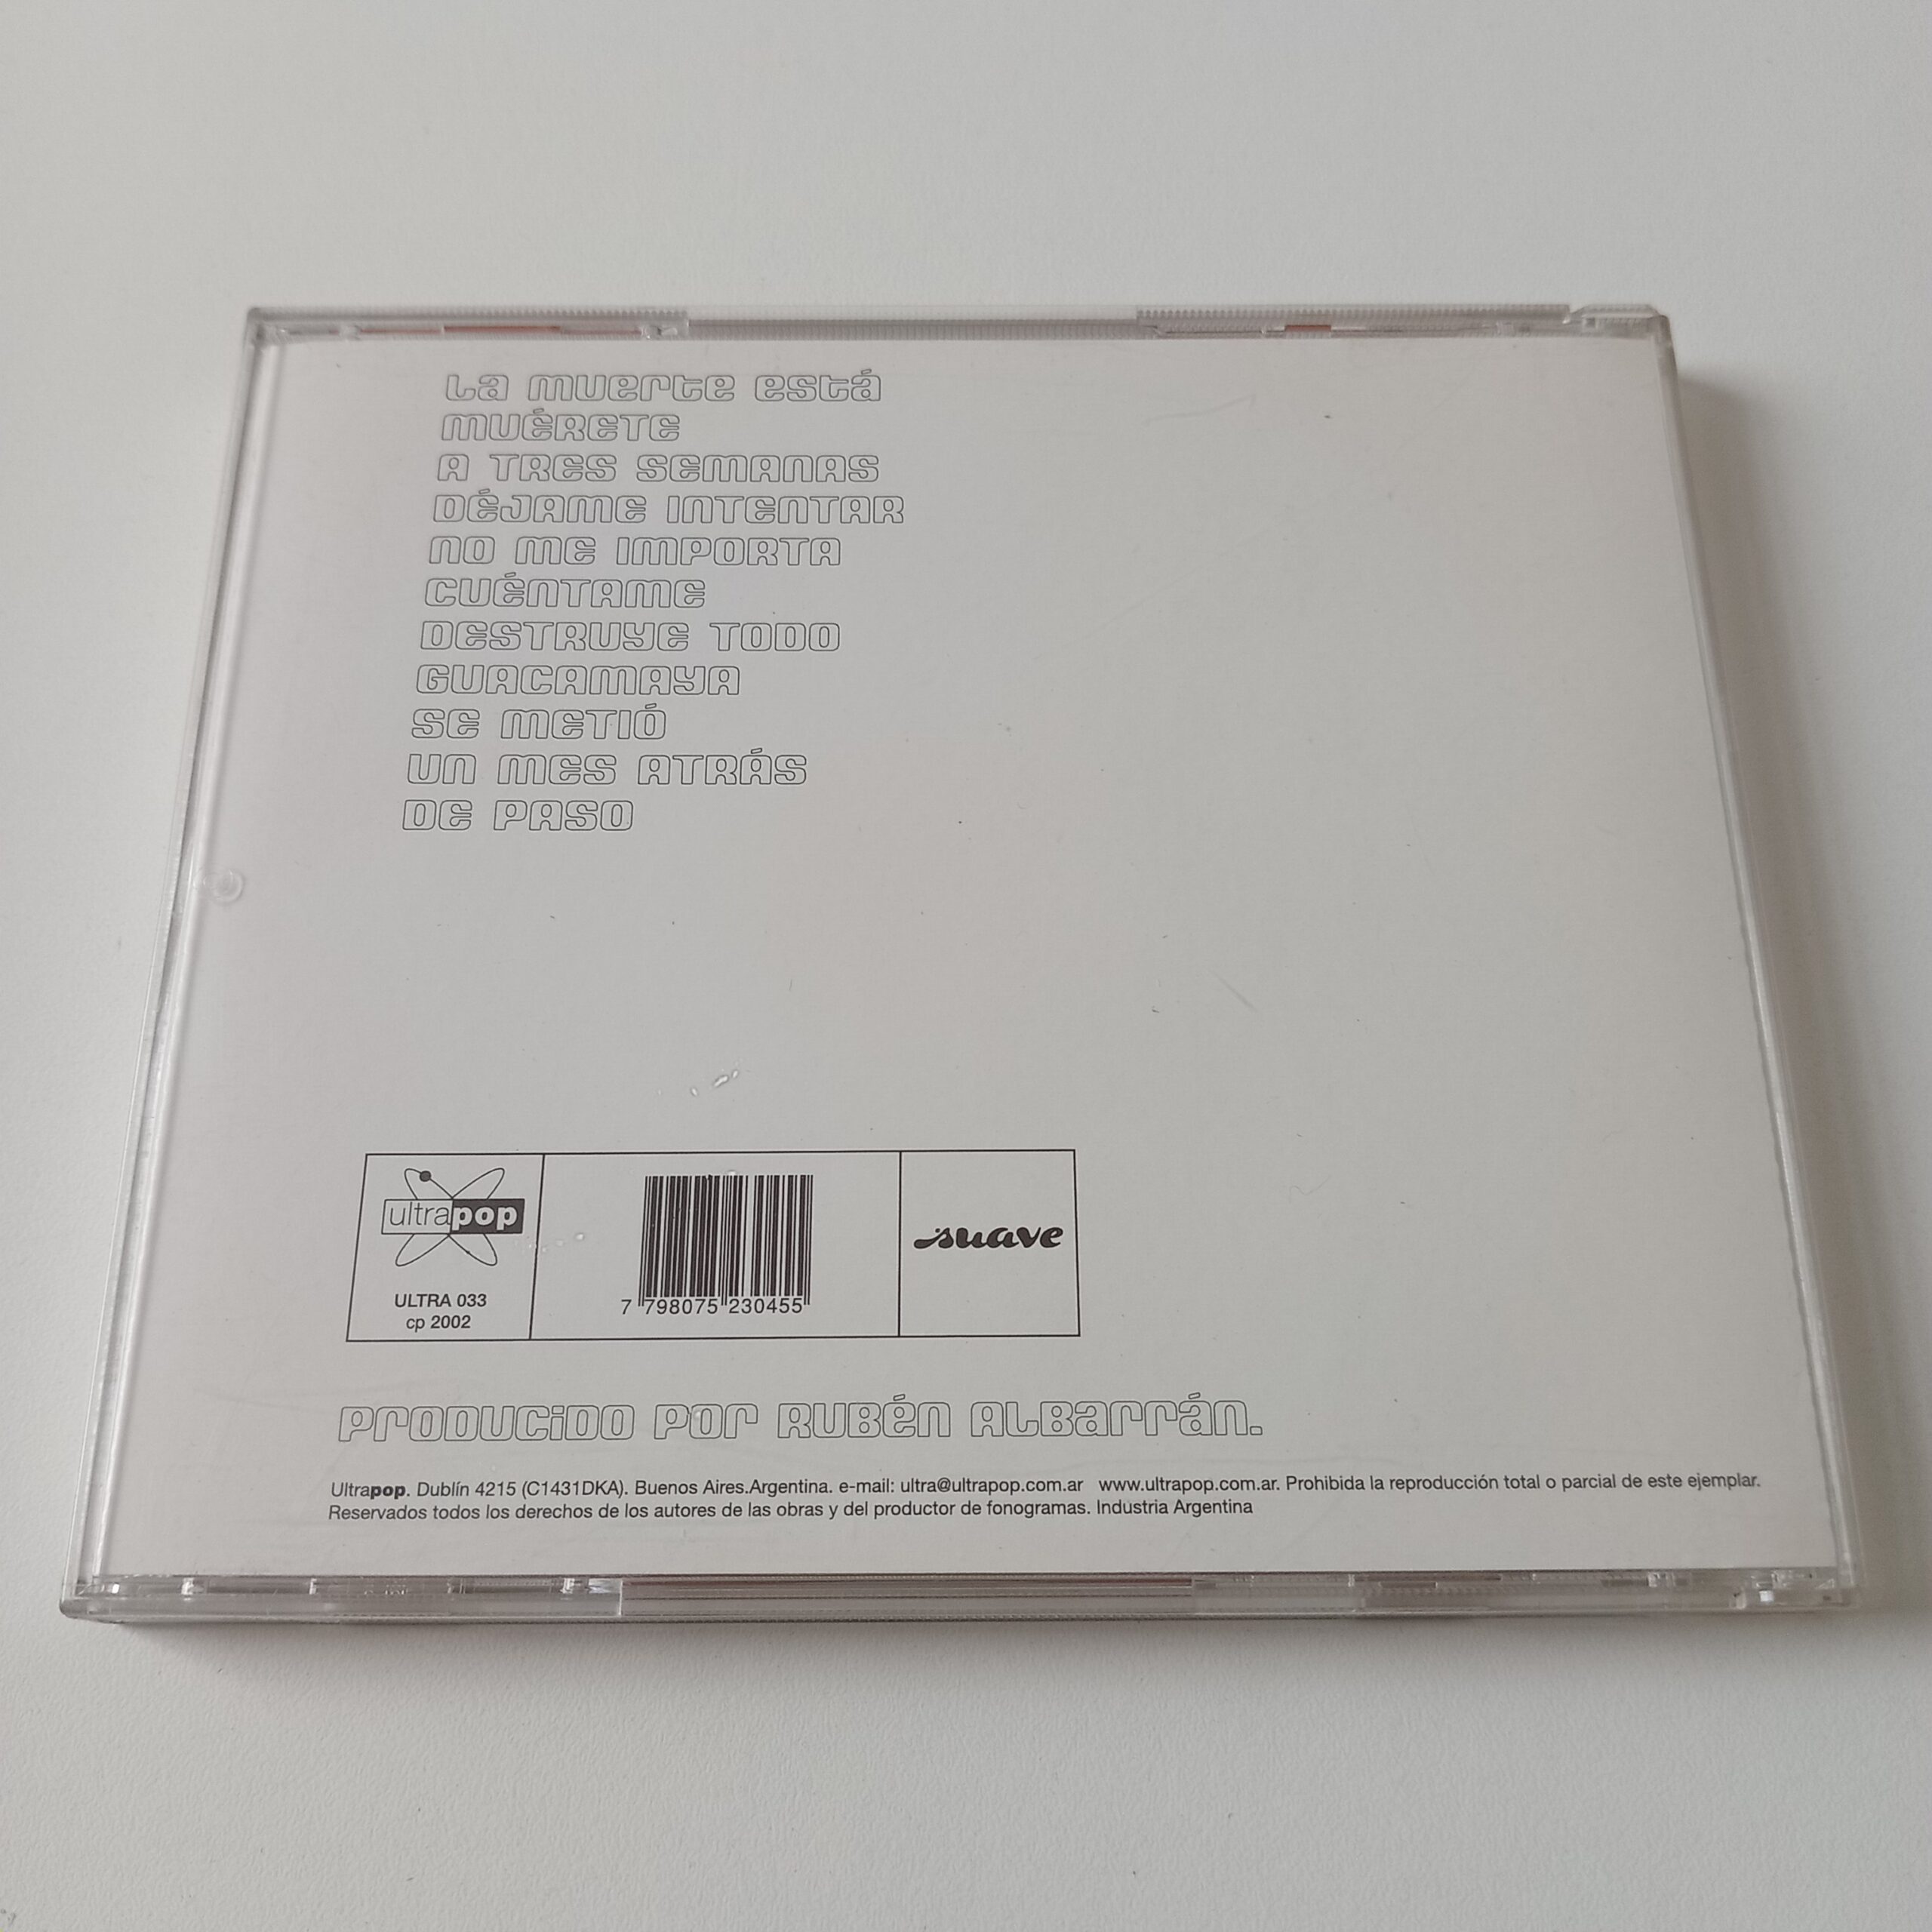 La muerte está
MUÉRETE
A TRES SEMANAS
DÉJAME INTENTAR
NO ME IMPORTA
CUÉNTAME
DESTRUYE TODO
GUACAMAYA
SE METIÓ
UN MES ATRÁS
DE PASO
ultrapop
ULTRA 033
cp 2002
7 798075 230455
suave
PRODUCIDO POR RUBÉN ALBARRÁN.
Ultrapop. Dublín 4215 (C1431DKA). Buenos Aires.Argentina. e-mail: ultra@ultrapop.com.ar www.ultrapop.com.ar. Prohibida la reproducción total o parcial de este ejemplar.
Reservados todos los derechos de los autores de las obras y del productor de fonogramas. Industria Argentina